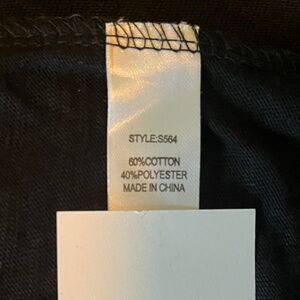 STYLE:S564
60%COTTON
40%POLYESTER
MADE IN CHINA